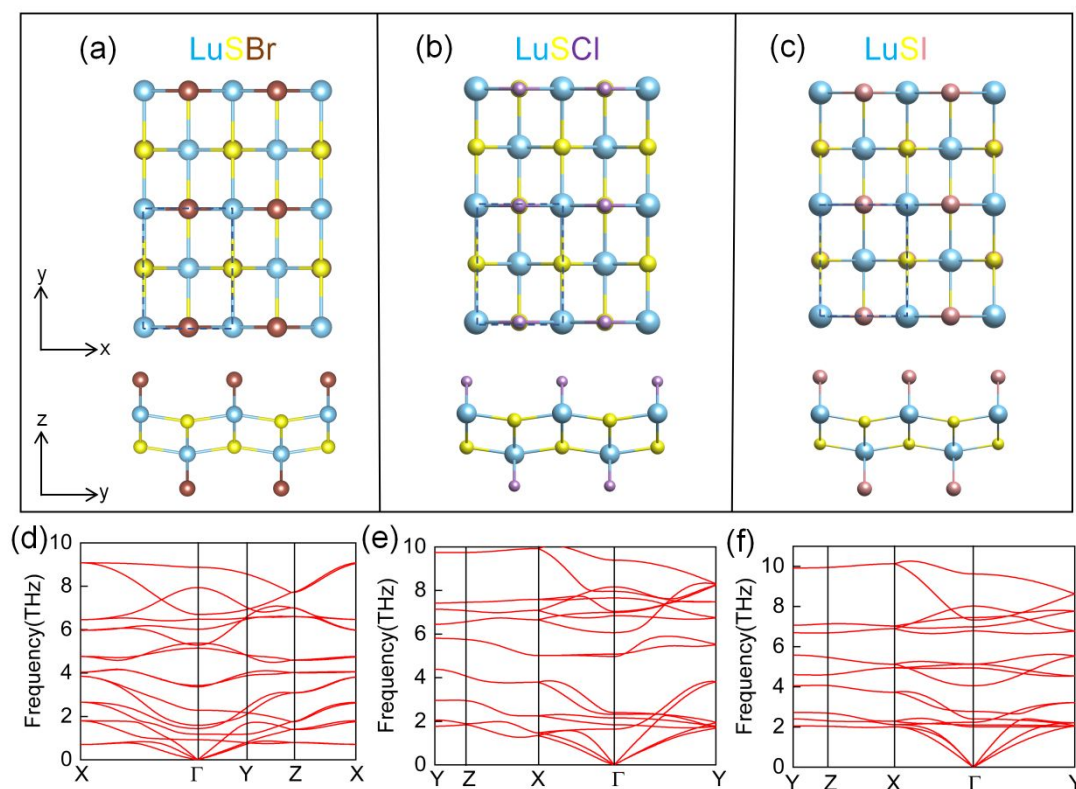 (a) LuSBr
(b) LuSCl
(c) LuSI
y
x
z
y
(d)
Frequency(THz)
10
8
6
4
2
0
X Γ Y Z X
(e)
Frequency(THz)
10
8
6
4
2
0
Y Z X Γ Y
(f)
Frequency(THz)
10
8
6
4
2
0
Y Z X Γ Y